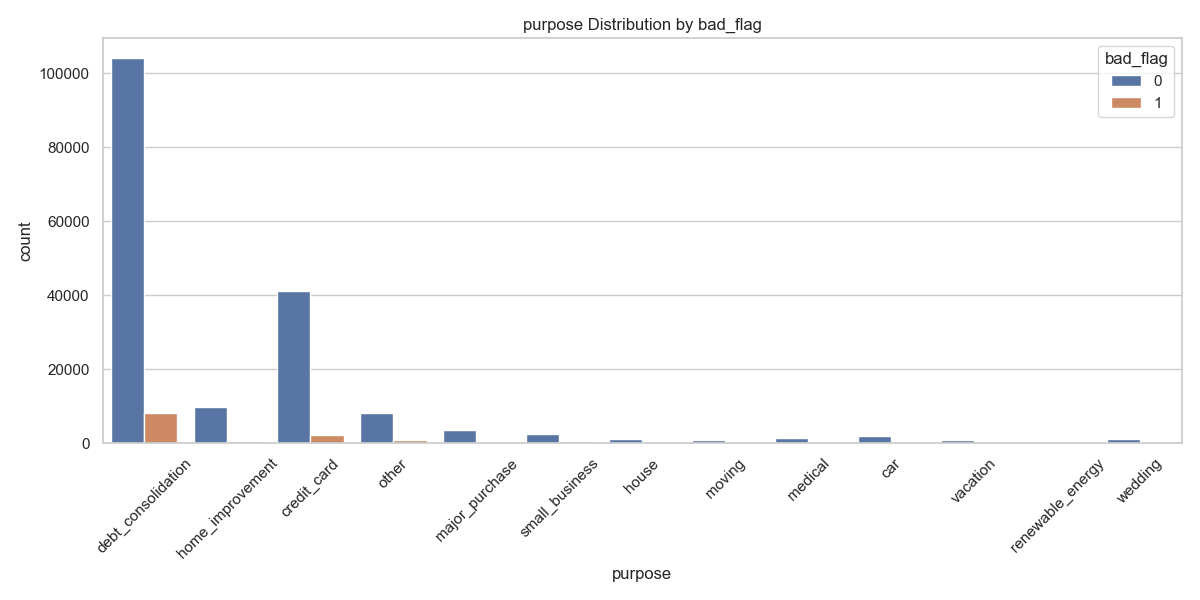 purpose Distribution by bad_flag
bad_flag
0
1
100000
80000
60000
40000
20000
0
count
debt_consolidation
home_improvement
credit_card
other
major_purchase
small_business
house
moving
medical
car
vacation
renewable_energy
wedding
purpose